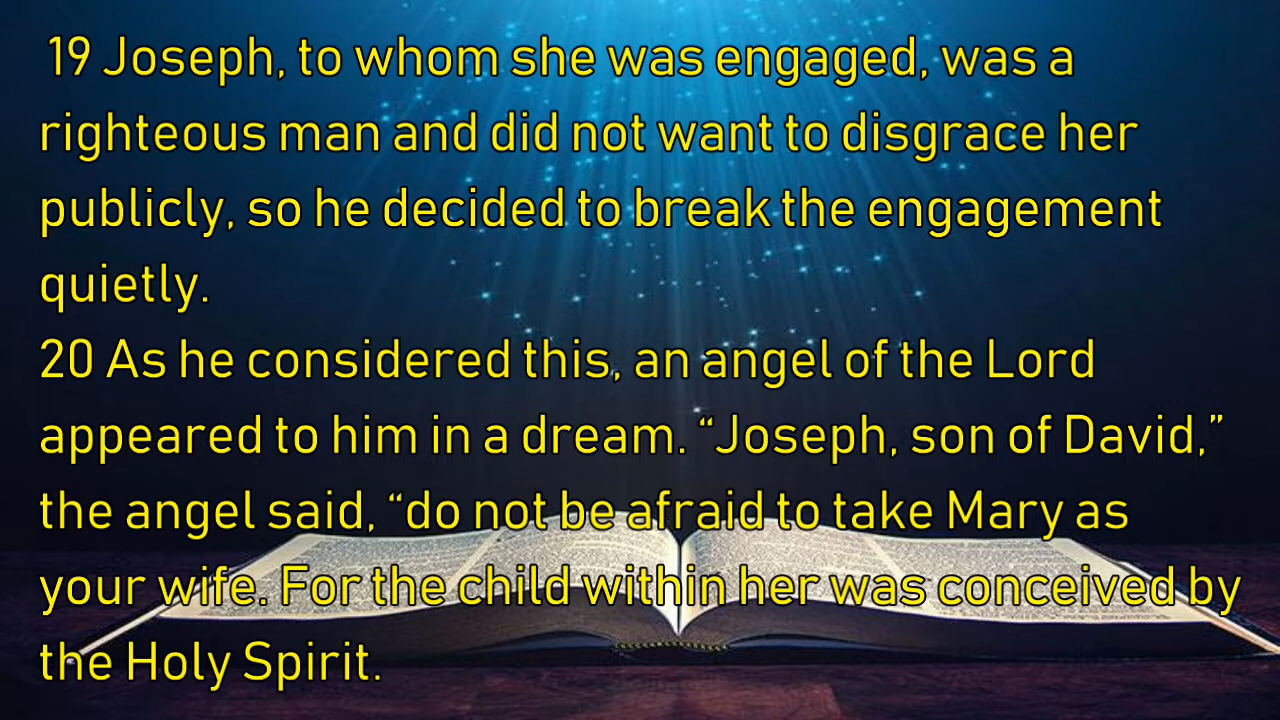 19 Joseph, to whom she was engaged, was a
righteous man and did not want to disgrace her
publicly, so he decided to break the engagement
quietly.
20 As he considered this, an angel of the Lord
appeared to him in a dream. “Joseph, son of David,”
the angel said, “do not be afraid to take Mary as
your wife. For the child within her was conceived by
the Holy Spirit.